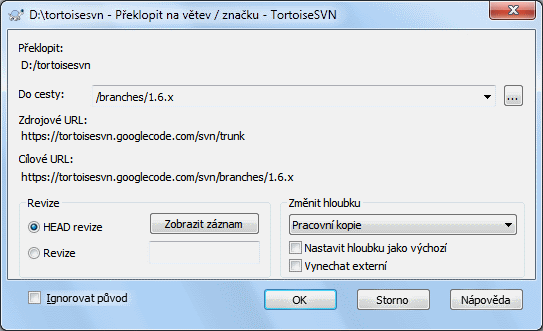 D:\tortoisesvn - Překlopit na větev / značku - TortoiseSVN
Překlopit:
D:/tortoisesvn
Do cesty:
/branches/1.6.x
...
Zdrojové URL:
https://tortoisesvn.googlecode.com/svn/trunk
Cílové URL:
https://tortoisesvn.googlecode.com/svn/branches/1.6.x
Revize
HEAD revize
Zobrazit záznam
Revize
Změnit hloubku
Pracovní kopie
Nastavit hloubku jako výchozí
Vynechat externí
Ignorovat původ
OK
Storno
Nápověda